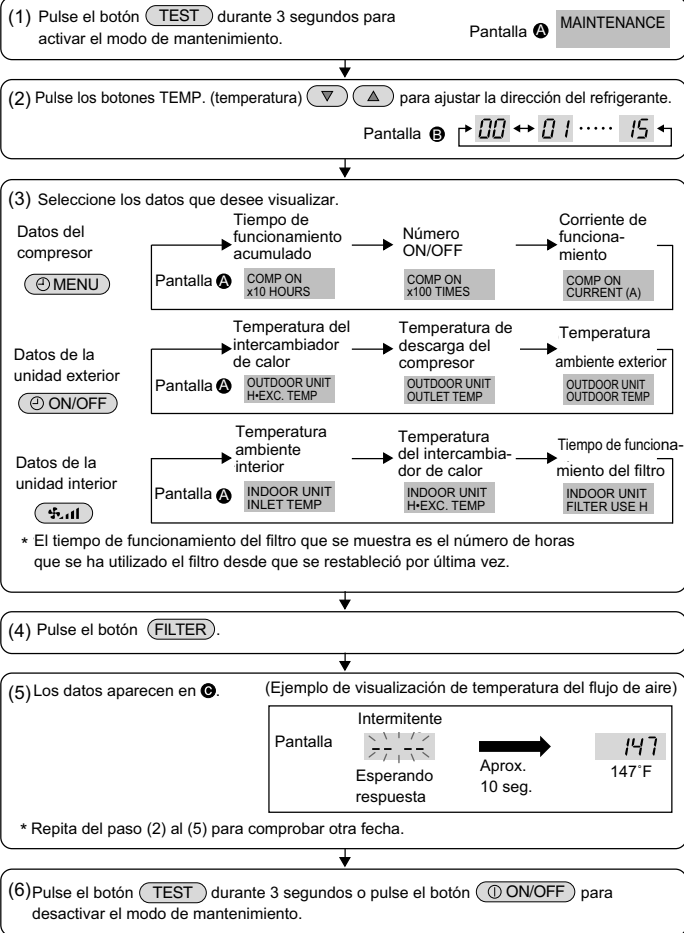 (1) Pulse el botón TEST durante 3 segundos para
activar el modo de mantenimiento.
Pantalla A MAINTENANCE
(2) Pulse los botones TEMP. (temperatura) ▽ △ para ajustar la dirección del refrigerante.
Pantalla B 00 ↔ 01 ····· 15
(3) Seleccione los datos que desee visualizar.
Datos del
compresor
MENU
Pantalla A
Tiempo de
funcionamiento
acumulado
COMP ON
x10 HOURS
Número
ON/OFF
COMP ON
x100 TIMES
Corriente de
funciona-
miento
COMP ON
CURRENT (A)
Datos de la
unidad exterior
ON/OFF
Pantalla A
Temperatura del
intercambiador
de calor
OUTDOOR UNIT
H•EXC. TEMP
Temperatura de
descarga del
compresor
OUTDOOR UNIT
OUTLET TEMP
Temperatura
ambiente exterior
OUTDOOR UNIT
OUTDOOR TEMP
Datos de la
unidad interior
Pantalla A
Temperatura
ambiente
interior
INDOOR UNIT
INLET TEMP
Temperatura
del intercambia-
dor de calor
INDOOR UNIT
H•EXC. TEMP
Tiempo de funciona-
miento del filtro
INDOOR UNIT
FILTER USE H
* El tiempo de funcionamiento del filtro que se muestra es el número de horas
que se ha utilizado el filtro desde que se restableció por última vez.
(4) Pulse el botón FILTER.
(5) Los datos aparecen en C.
(Ejemplo de visualización de temperatura del flujo de aire)
Pantalla
Intermitente
-- --
Esperando
respuesta
Aprox.
10 seg.
147
147°F
* Repita del paso (2) al (5) para comprobar otra fecha.
(6) Pulse el botón TEST durante 3 segundos o pulse el botón ON/OFF para
desactivar el modo de mantenimiento.